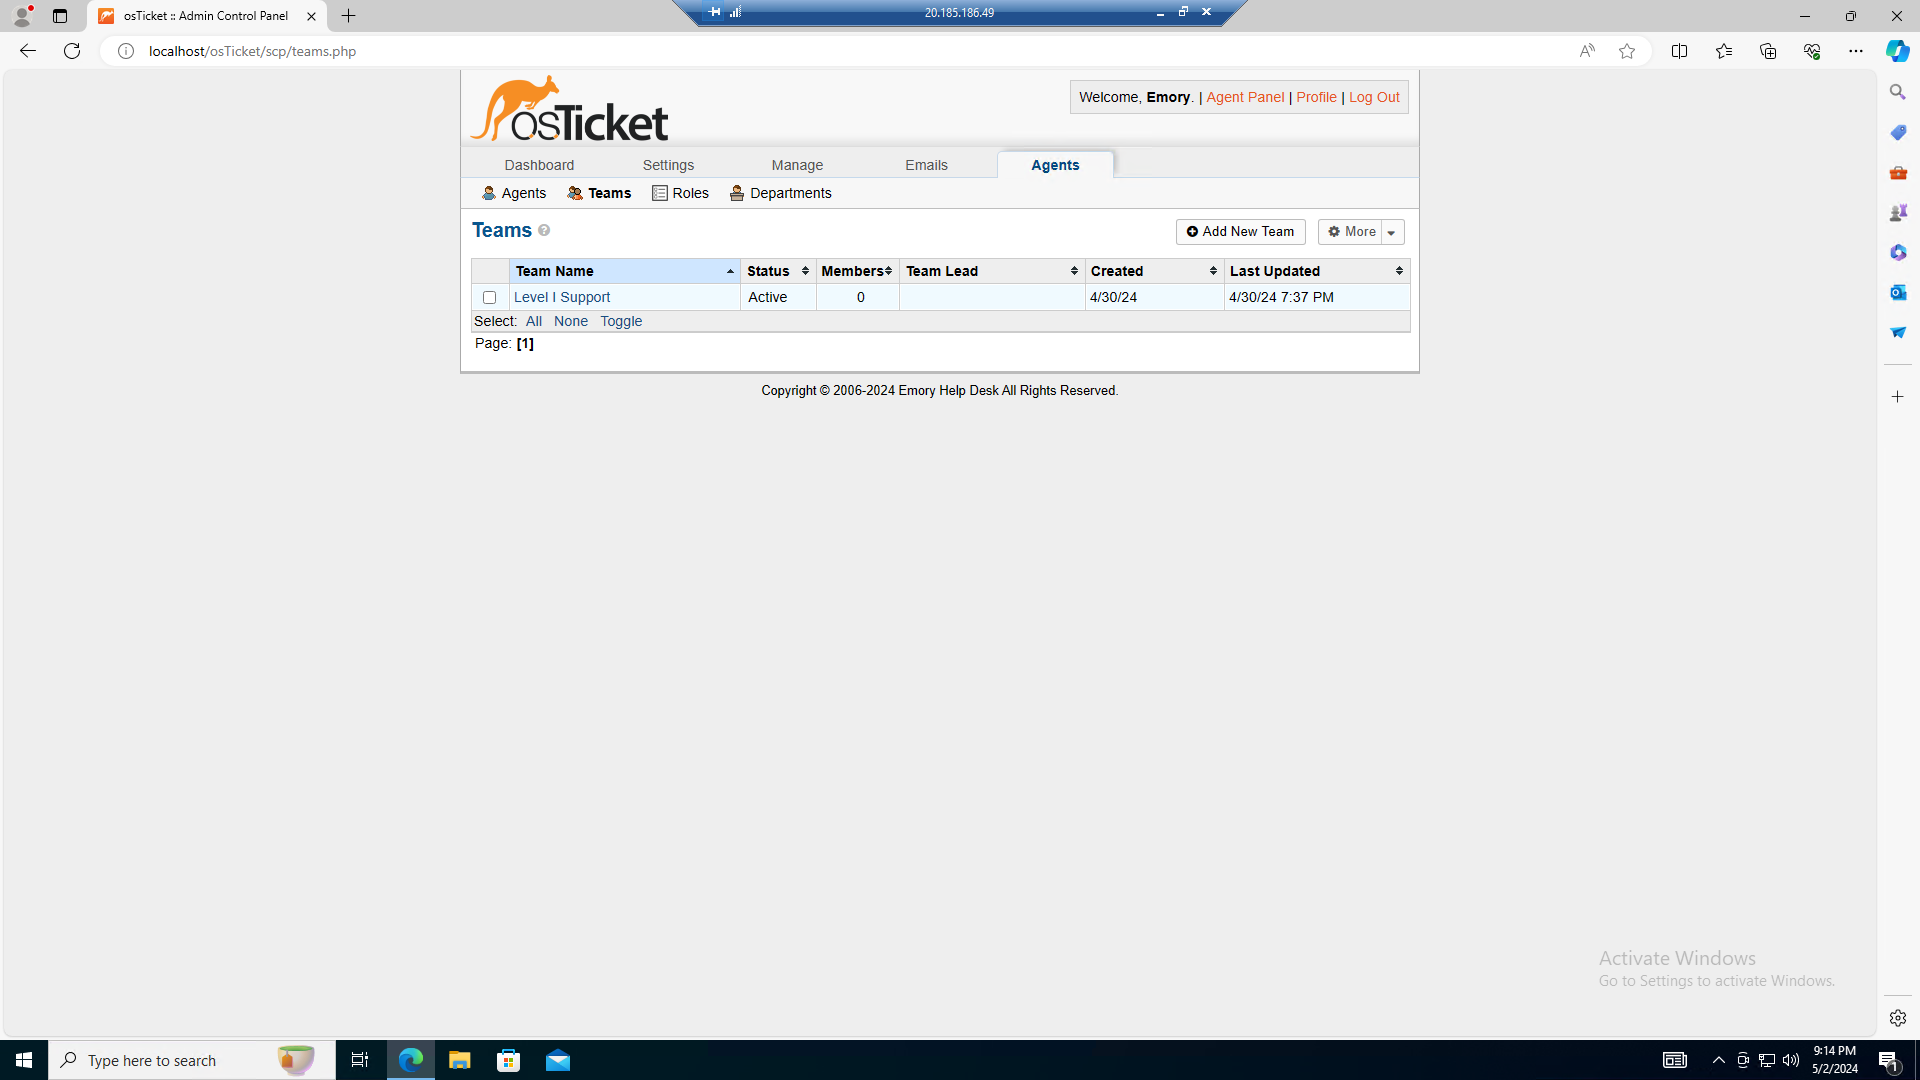 osTicket :: Admin Control Panel
20.185.186.49
localhost/osTicket/scp/teams.php
osTicket
Welcome, Emory. | Agent Panel | Profile | Log Out
Dashboard Settings Manage Emails Agents
Agents Teams Roles Departments
Teams
Add New Team More
Team Name Status Members Team Lead Created Last Updated
Level I Support Active 0 4/30/24 4/30/24 7:37 PM
Select: All None Toggle
Page: [1]
Copyright © 2006-2024 Emory Help Desk All Rights Reserved.
Activate Windows
Go to Settings to activate Windows.
Type here to search
9:14 PM
5/2/2024
1